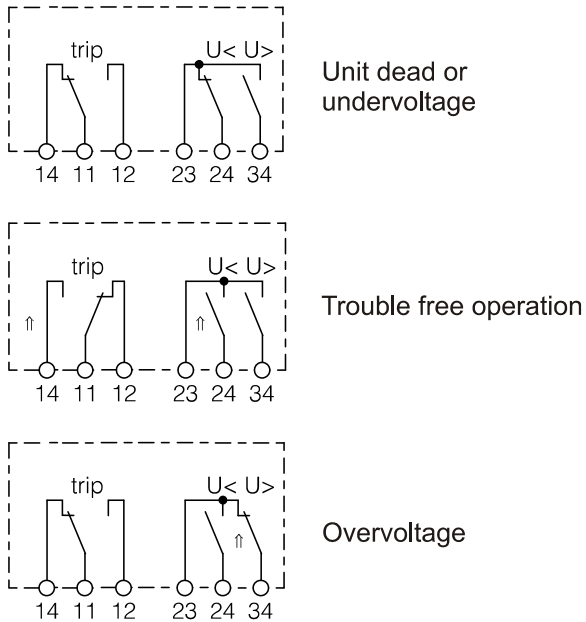 trip U< U>
Unit dead or
undervoltage
14 11 12 23 24 34
trip U< U>
Trouble free operation
⇑ ⇑
14 11 12 23 24 34
trip U< U>
Overvoltage
⇑
14 11 12 23 24 34